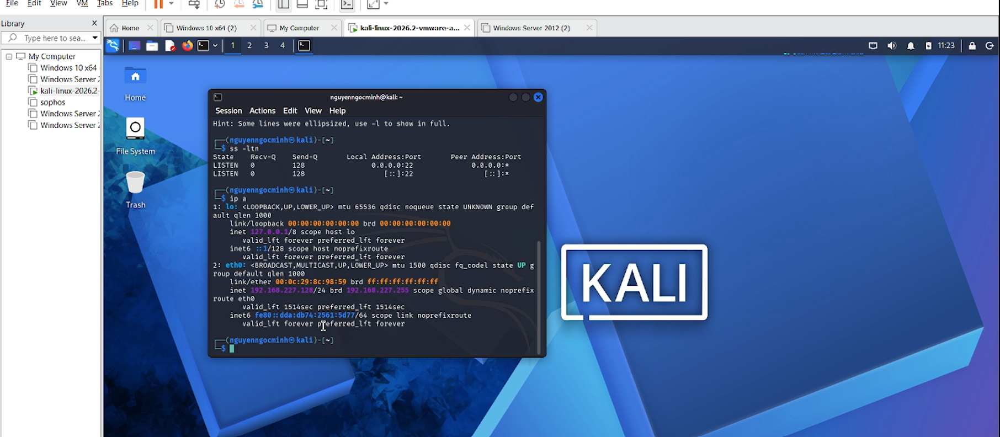 File Edit View VM Tabs Help
Library
Home
Windows 10 x64 (2)
My Computer
kali-linux-2026.2-vmware-a...
Windows Server 2012 (2)
Type here to sea...
1 2 3 4
11:23
My Computer
Windows 10 x64
Windows Server 2
kali-linux-2026.2-
sophos
Windows Server 2
Windows Server 2
Home
File System
Trash
nguyenngocminh@kali: ~
Session Actions Edit View Help
Hint: Some lines were ellipsized, use -l to show in full.
┌──(nguyenngocminh㉿kali)-[~]
└─$ ss -ltn
State Recv-Q Send-Q Local Address:Port Peer Address:Port
LISTEN 0 128 0.0.0.0:22 0.0.0.0:*
LISTEN 0 128 [::]:22 [::]:*
┌──(nguyenngocminh㉿kali)-[~]
└─$ ip a
1: lo: <LOOPBACK,UP,LOWER_UP> mtu 65536 qdisc noqueue state UNKNOWN group def
ault qlen 1000
link/loopback 00:00:00:00:00:00 brd 00:00:00:00:00:00
inet 127.0.0.1/8 scope host lo
valid_lft forever preferred_lft forever
inet6 ::1/128 scope host noprefixroute
valid_lft forever preferred_lft forever
2: eth0: <BROADCAST,MULTICAST,UP,LOWER_UP> mtu 1500 qdisc fq_codel state UP g
roup default qlen 1000
link/ether 00:0c:29:8c:98:59 brd ff:ff:ff:ff:ff:ff
inet 192.168.227.128/24 brd 192.168.227.255 scope global dynamic noprefix
route eth0
valid_lft 1514sec preferred_lft 1514sec
inet6 fe80::dda:db74:2561:5d77/64 scope link noprefixroute
valid_lft forever preferred_lft forever
┌──(nguyenngocminh㉿kali)-[~]
└─$
KALI